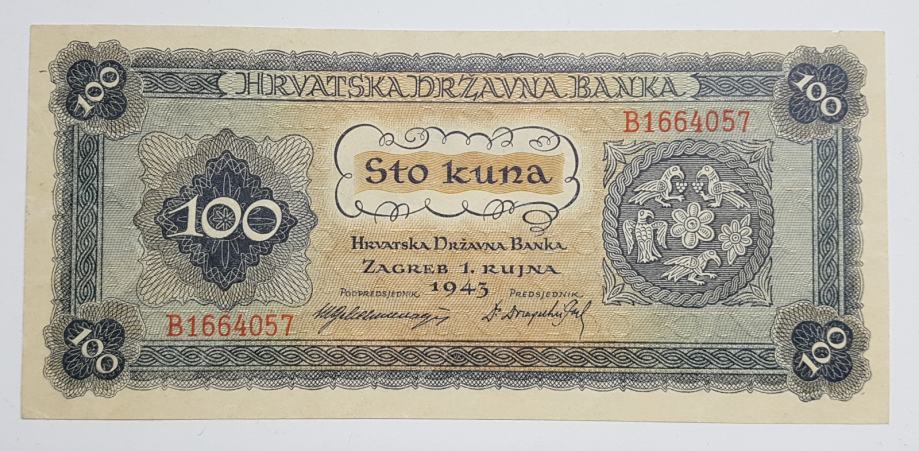 100 HRVATSKA DRŽAVNA BANKA 100
B1664057
Sto kuna
100
HRVATSKA DRŽAVNA BANKA
ZAGREB 1. RUJNA
1943
PODPREDSJEDNIK PREDSJEDNIK
B1664057
100 100